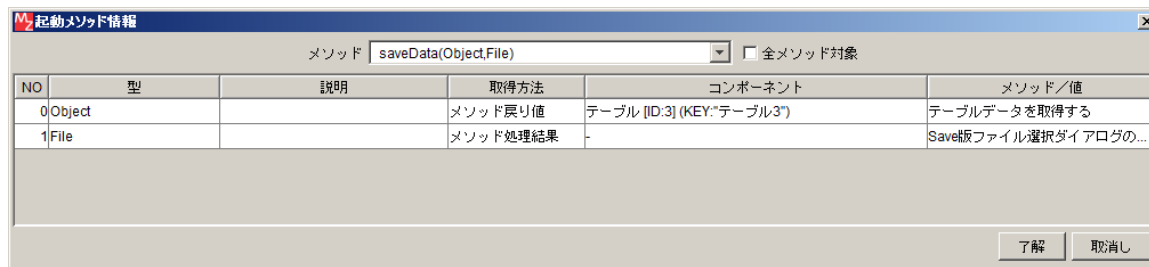 Mz 起動メソッド情報
メソッド saveData(Object,File) 全メソッド対象
NO 型 説明 取得方法 コンポーネント メソッド／値
0 Object メソッド戻り値 テーブル [ID:3] (KEY:"テーブル3") テーブルデータを取得する
1 File メソッド処理結果 - Save版ファイル選択ダイアログの...
了解 取消し